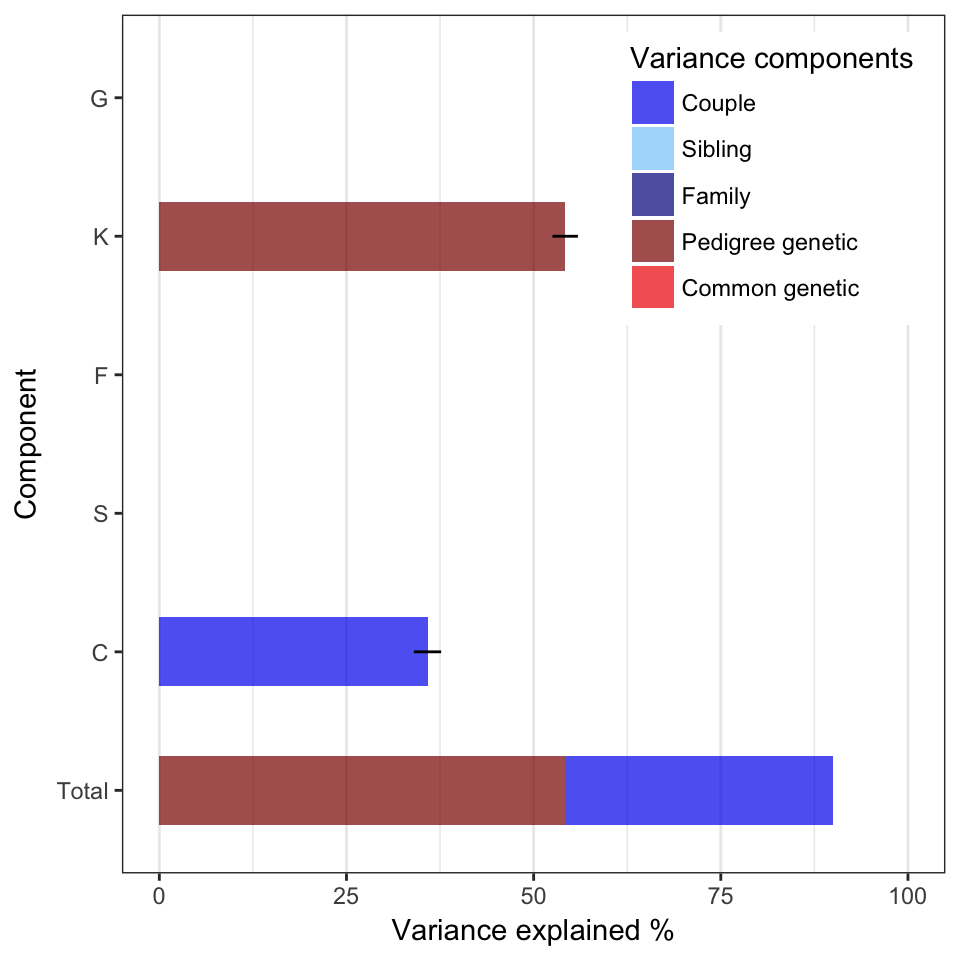 Variance components
Couple
Sibling
Family
Pedigree genetic
Common genetic
G
K
F
S
C
Total
Component
0 25 50 75 100
Variance explained %